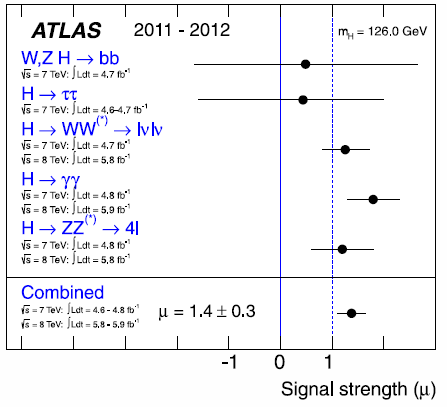 ATLAS 2011 - 2012 m_H = 126.0 GeV
W,Z H → bb
√s = 7 TeV: ∫Ldt = 4.7 fb⁻¹
H → ττ
√s = 7 TeV: ∫Ldt = 4.6-4.7 fb⁻¹
H → WW⁽*⁾ → lνlν
√s = 7 TeV: ∫Ldt = 4.7 fb⁻¹
√s = 8 TeV: ∫Ldt = 5.8 fb⁻¹
H → γγ
√s = 7 TeV: ∫Ldt = 4.8 fb⁻¹
√s = 8 TeV: ∫Ldt = 5.9 fb⁻¹
H → ZZ⁽*⁾ → 4l
√s = 7 TeV: ∫Ldt = 4.8 fb⁻¹
√s = 8 TeV: ∫Ldt = 5.8 fb⁻¹
Combined
√s = 7 TeV: ∫Ldt = 4.6 - 4.8 fb⁻¹
√s = 8 TeV: ∫Ldt = 5.8 - 5.9 fb⁻¹
μ = 1.4 ± 0.3
-1 0 1
Signal strength (μ)